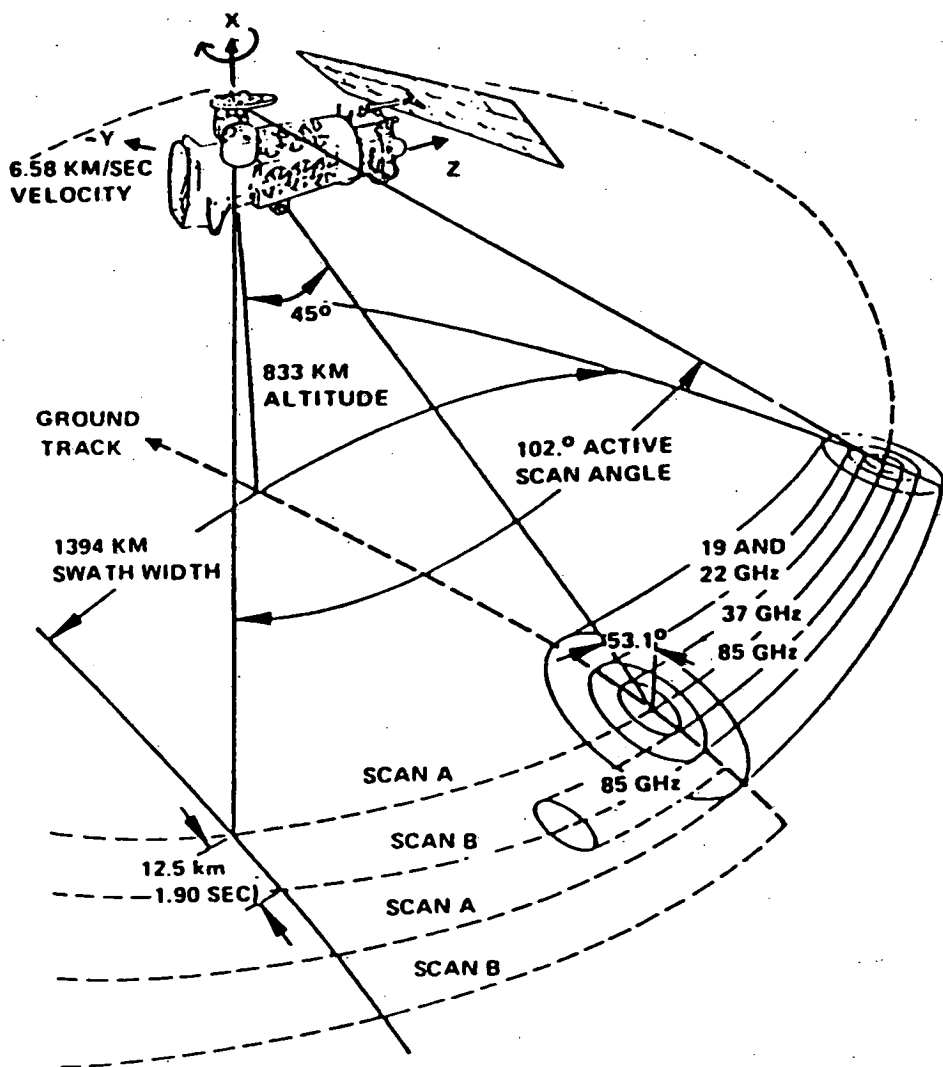 X
-Y
6.58 KM/SEC
VELOCITY
Z
45°
833 KM
ALTITUDE
GROUND
TRACK
102.° ACTIVE
SCAN ANGLE
1394 KM
SWATH WIDTH
19 AND
22 GHz
37 GHz
53.1°
85 GHz
SCAN A
85 GHz
SCAN B
12.5 km
1.90 SEC)
SCAN A
SCAN B